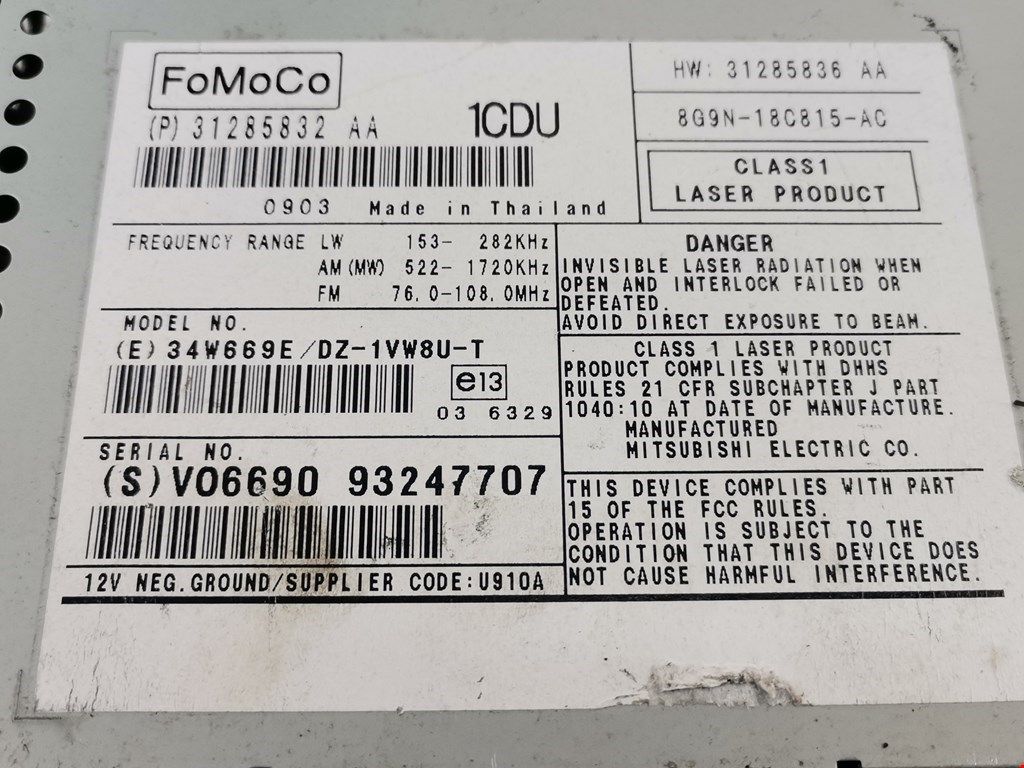 FoMoCo
(P) 31285832 AA 1CDU
0903 Made in Thailand
HW: 31285836 AA
8G9N-18C815-AC
CLASS1
LASER PRODUCT
FREQUENCY RANGE LW 153- 282KHz
AM (MW) 522- 1720KHz
FM 76.0-108.0MHz
DANGER
INVISIBLE LASER RADIATION WHEN
OPEN AND INTERLOCK FAILED OR
DEFEATED.
AVOID DIRECT EXPOSURE TO BEAM.
MODEL NO.
(E) 34W669E/DZ-1VW8U-T
e13
03 6329
CLASS 1 LASER PRODUCT
PRODUCT COMPLIES WITH DHHS
RULES 21 CFR SUBCHAPTER J PART
1040:10 AT DATE OF MANUFACTURE.
MANUFACTURED
MITSUBISHI ELECTRIC CO.
SERIAL NO.
(S) VO6690 93247707
THIS DEVICE COMPLIES WITH PART
15 OF THE FCC RULES.
OPERATION IS SUBJECT TO THE
CONDITION THAT THIS DEVICE DOES
NOT CAUSE HARMFUL INTERFERENCE.
12V NEG.GROUND/SUPPLIER CODE:U910A